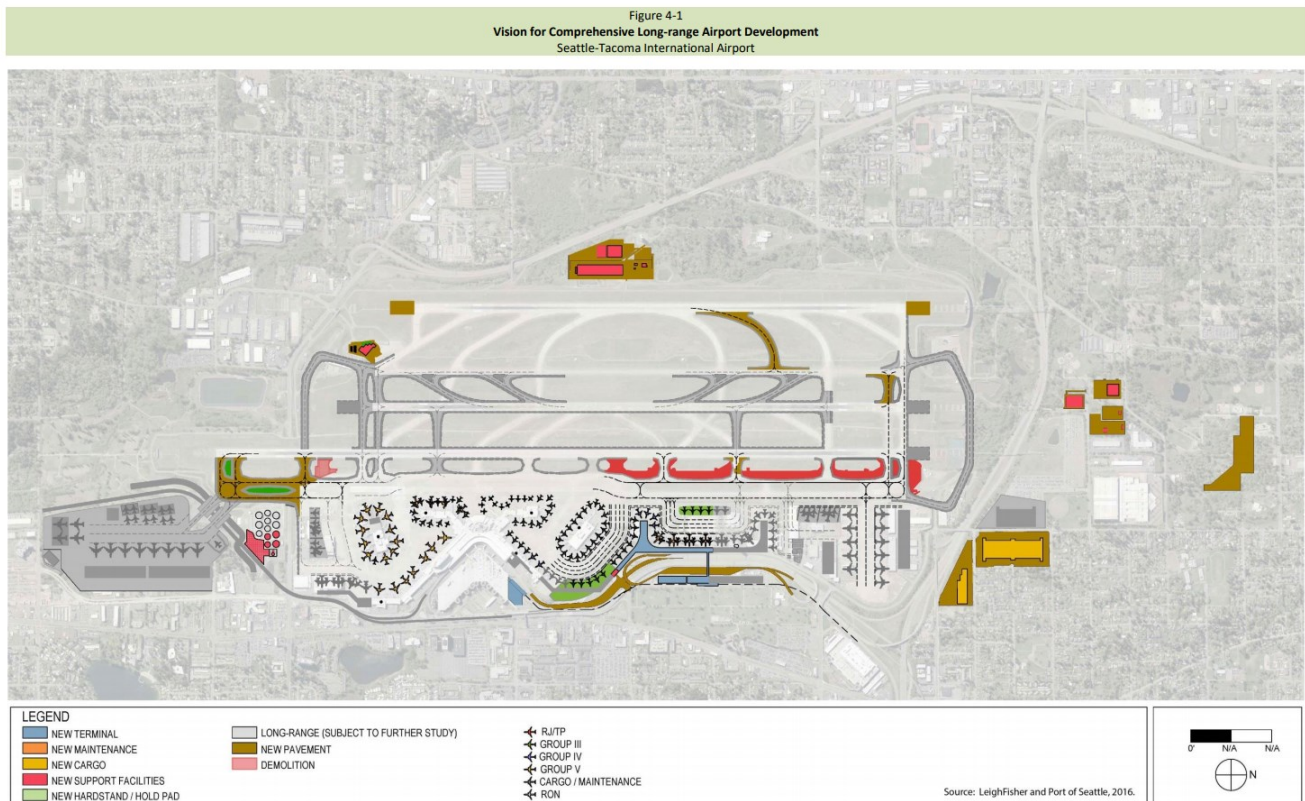 Figure 4-1
Vision for Comprehensive Long-range Airport Development
Seattle-Tacoma International Airport
LEGEND
NEW TERMINAL
NEW MAINTENANCE
NEW CARGO
NEW SUPPORT FACILITIES
NEW HARDSTAND / HOLD PAD
LONG-RANGE (SUBJECT TO FURTHER STUDY)
NEW PAVEMENT
DEMOLITION
RJ/TP
GROUP III
GROUP IV
GROUP V
CARGO / MAINTENANCE
RON
Source: LeighFisher and Port of Seattle, 2016.
0' N/A N/A
N